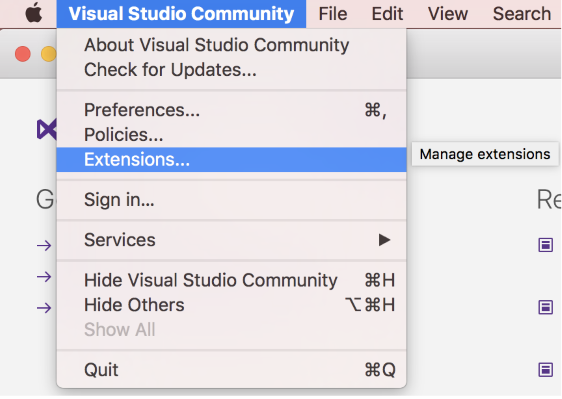 Visual Studio Community File Edit View Search
About Visual Studio Community
Check for Updates...
Preferences... ⌘,
Policies...
Extensions...
Manage extensions
Sign in...
Services ▶
Hide Visual Studio Community ⌘H
Hide Others ⌥⌘H
Show All
Quit ⌘Q